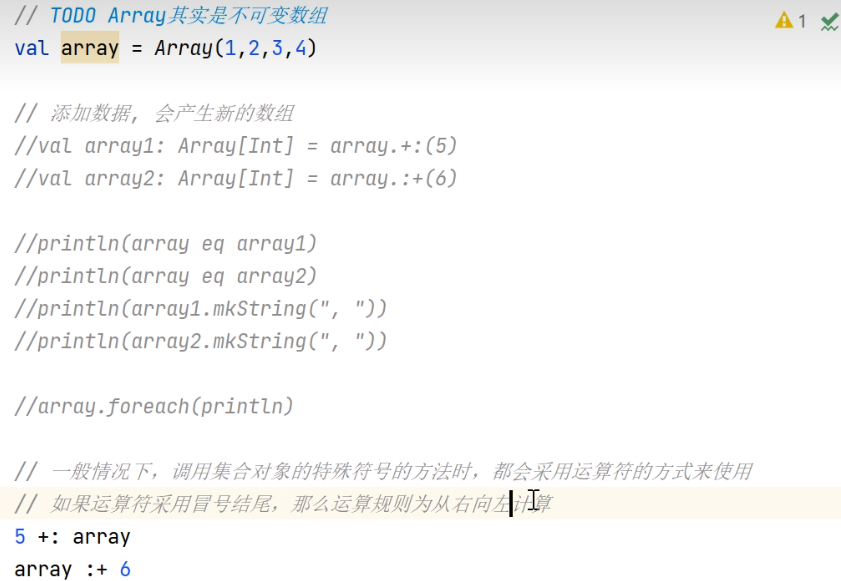 // TODO Array其实是不可变数组
1
val array = Array(1,2,3,4)
// 添加数据, 会产生新的数组
//val array1: Array[Int] = array.+:(5)
//val array2: Array[Int] = array.:+(6)
//println(array eq array1)
//println(array eq array2)
//println(array1.mkString(", "))
//println(array2.mkString(", "))
//array.foreach(println)
// 一般情况下，调用集合对象的特殊符号的方法时，都会采用运算符的方式来使用
// 如果运算符采用冒号结尾，那么运算规则为从右向左计算
5 +: array
array :+ 6